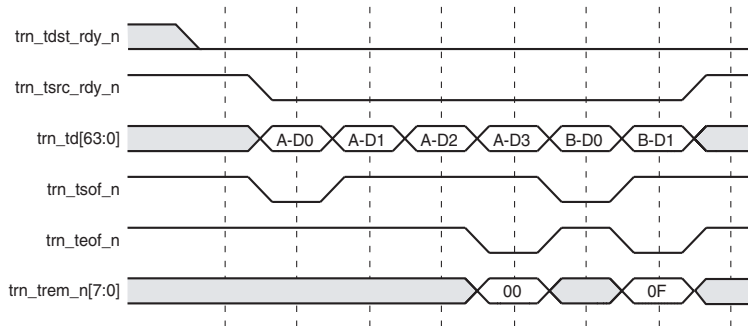 trn_tdst_rdy_n
trn_tsrc_rdy_n
trn_td[63:0] A-D0 A-D1 A-D2 A-D3 B-D0 B-D1
trn_tsof_n
trn_teof_n
trn_trem_n[7:0] 00 0F